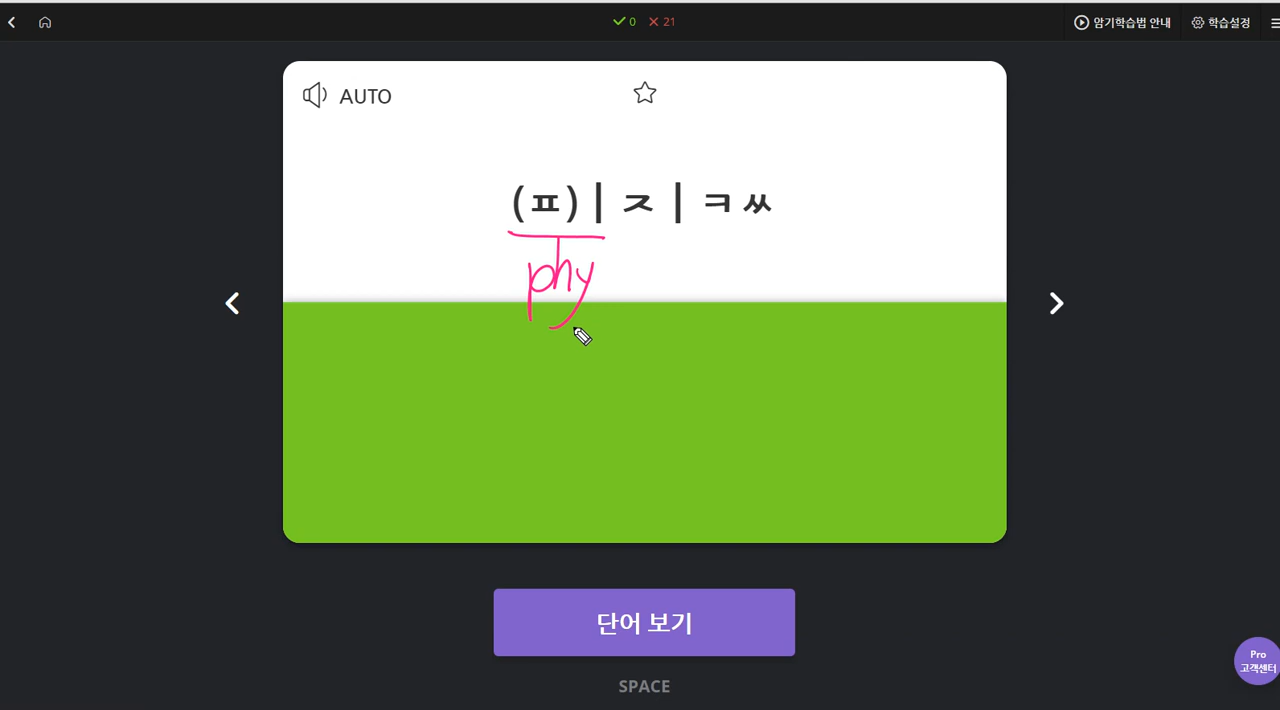 0 21 암기학습법 안내 학습설정
AUTO
(ㅍ)ㅣㅈㅣㅋㅆ
phy
단어 보기
SPACE
Pro
고객센터